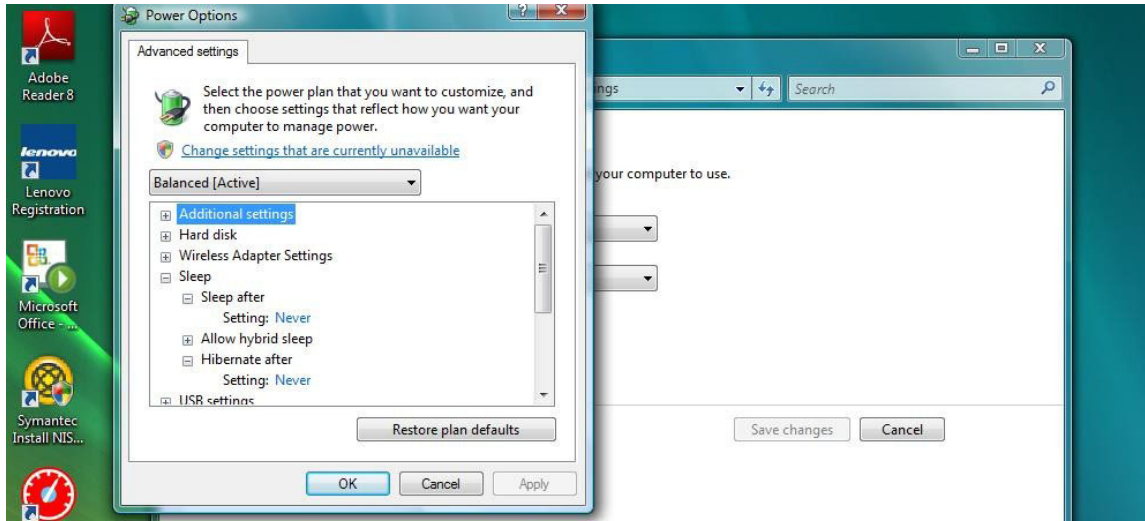 Adobe
Reader 8
lenovo
Lenovo
Registration
Microsoft
Office - ...
Symantec
Install NIS...
Power Options
Advanced settings
Select the power plan that you want to customize, and
then choose settings that reflect how you want your
computer to manage power.
Change settings that are currently unavailable
Balanced [Active]
Additional settings
Hard disk
Wireless Adapter Settings
Sleep
Sleep after
Setting: Never
Allow hybrid sleep
Hibernate after
Setting: Never
USB settings
Restore plan defaults
OK Cancel Apply
ngs
Search
your computer to use.
Save changes Cancel